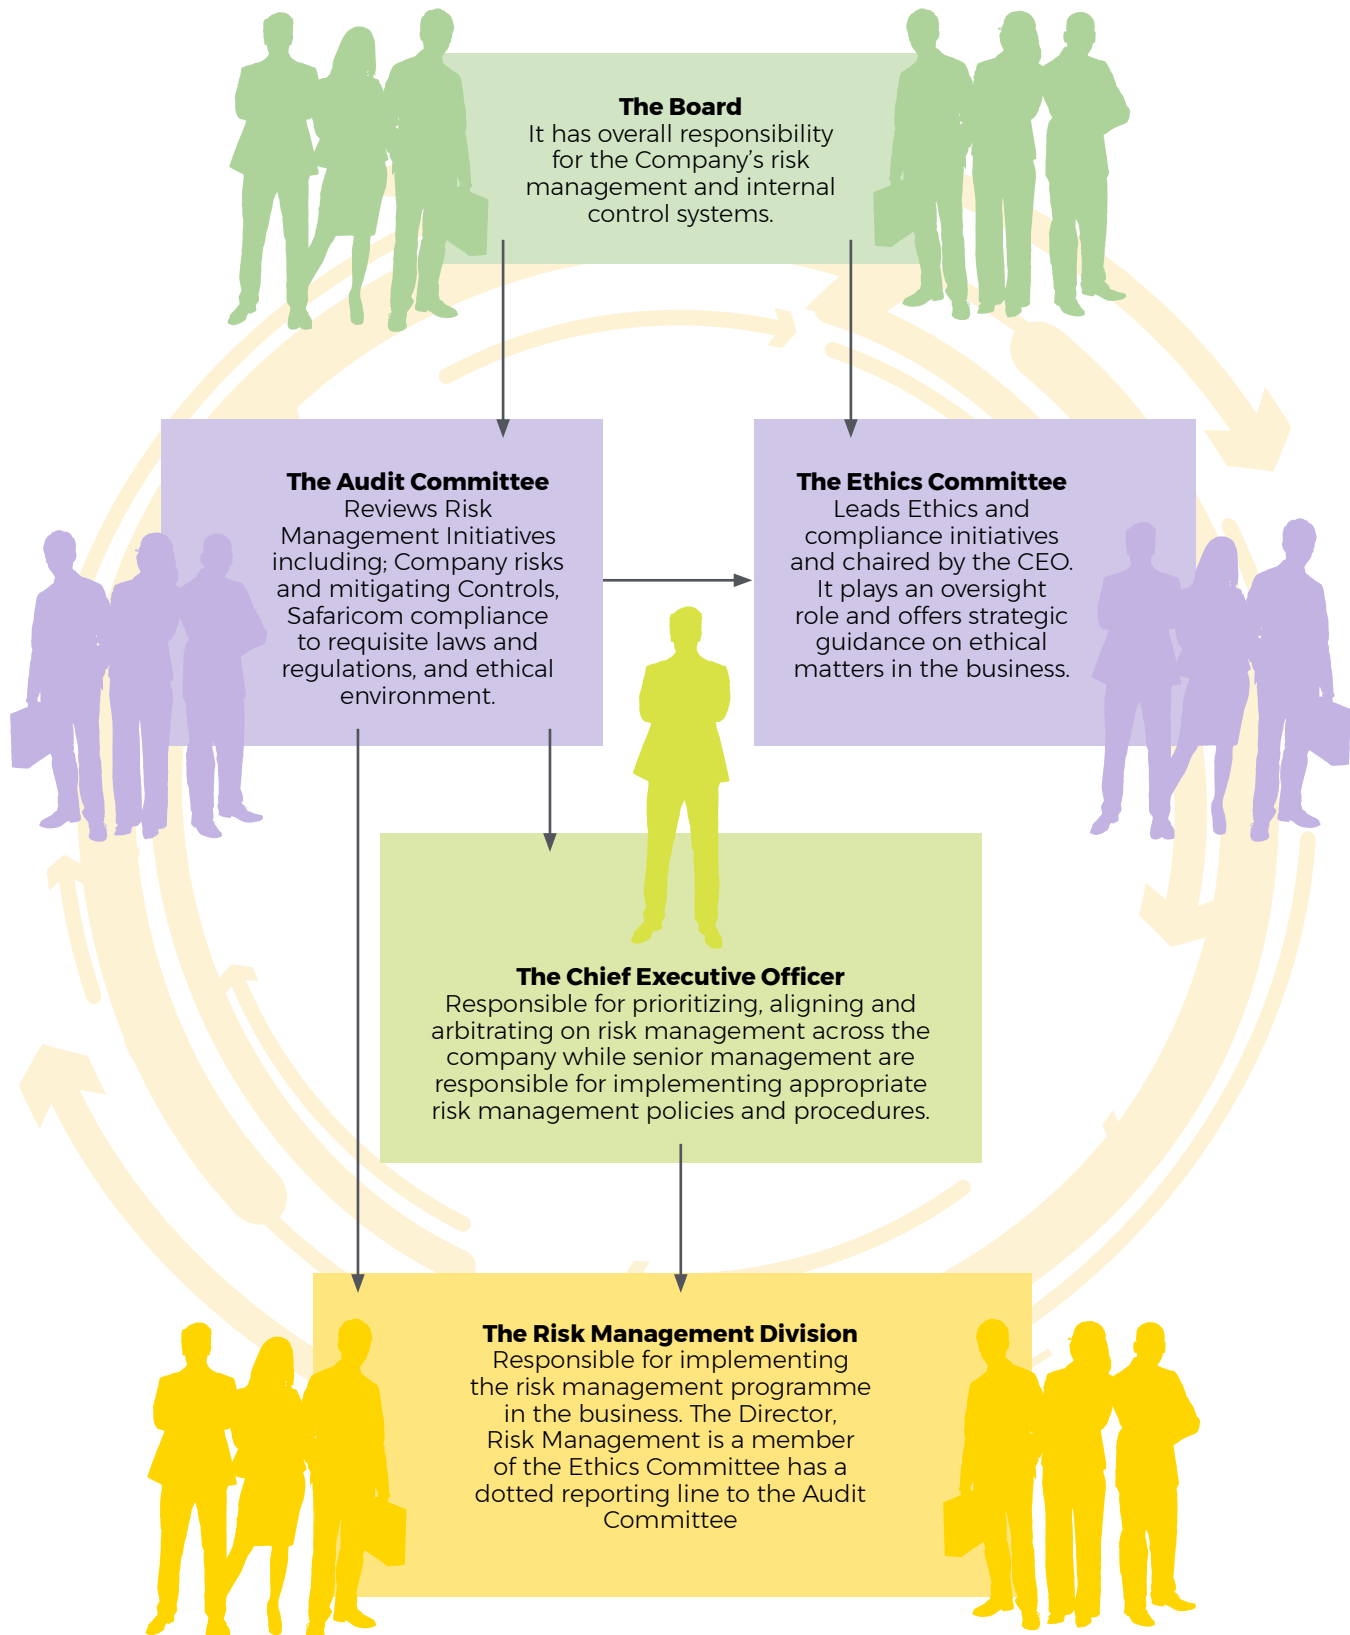 The Board
It has overall responsibility
for the Company's risk
management and internal
control systems.
The Audit Committee
Reviews Risk
Management Initiatives
including; Company risks
and mitigating Controls,
Safaricom compliance
to requisite laws and
regulations, and ethical
environment.
The Ethics Committee
Leads Ethics and
compliance initiatives
and chaired by the CEO.
It plays an oversight
role and offers strategic
guidance on ethical
matters in the business.
The Chief Executive Officer
Responsible for prioritizing, aligning and
arbitrating on risk management across the
company while senior management are
responsible for implementing appropriate
risk management policies and procedures.
The Risk Management Division
Responsible for implementing
the risk management programme
in the business. The Director,
Risk Management is a member
of the Ethics Committee has a
dotted reporting line to the Audit
Committee